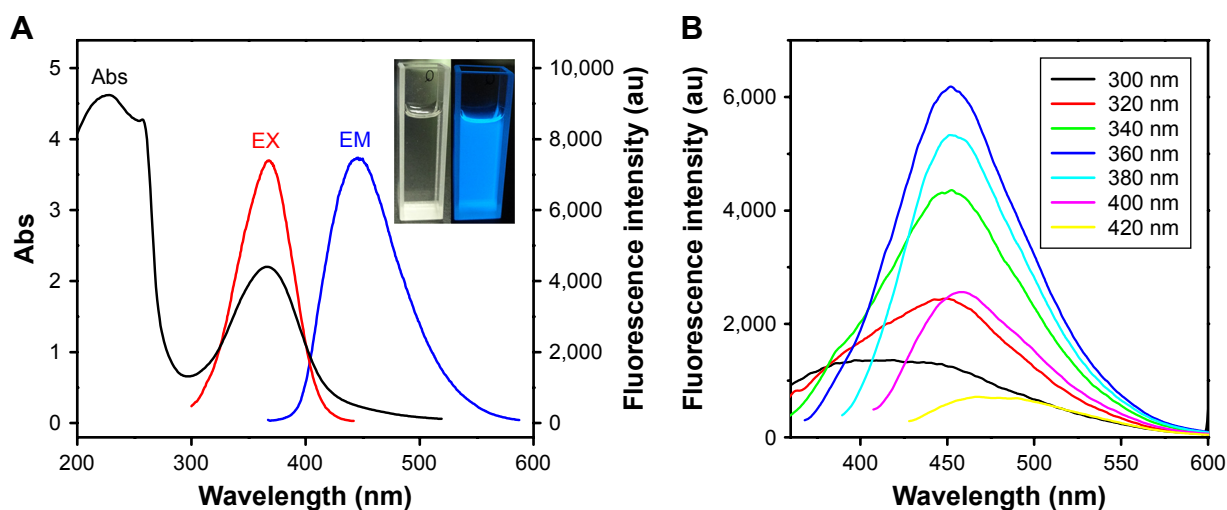 A
Abs
5
4
3
2
1
0
Abs
EX
EM
10,000
8,000
6,000
4,000
2,000
0
Fluorescence intensity (au)
200
300
400
500
600
Wavelength (nm)
B
Fluorescence intensity (au)
6,000
4,000
2,000
0
300 nm
320 nm
340 nm
360 nm
380 nm
400 nm
420 nm
400
450
500
550
600
Wavelength (nm)